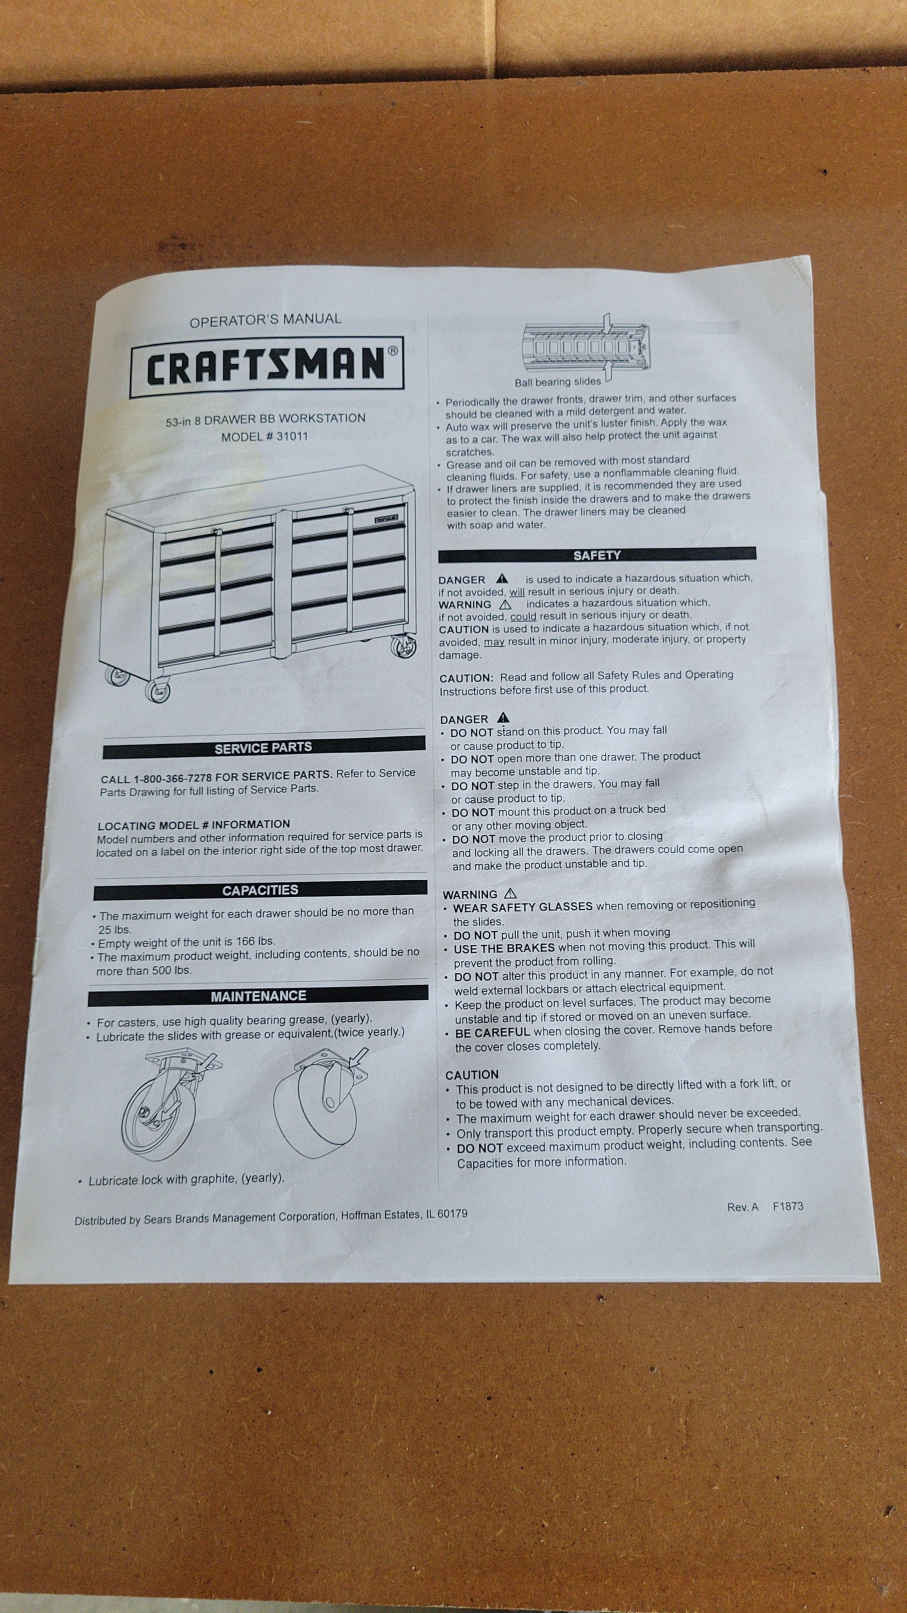 OPERATOR'S MANUAL
CRAFTSMAN®
53-in 8 DRAWER BB WORKSTATION
MODEL # 31011
SERVICE PARTS
CALL 1-800-366-7278 FOR SERVICE PARTS. Refer to Service
Parts Drawing for full listing of Service Parts.
LOCATING MODEL # INFORMATION
Model numbers and other information required for service parts is
located on a label on the interior right side of the top most drawer.
CAPACITIES
• The maximum weight for each drawer should be no more than
25 lbs.
• Empty weight of the unit is 166 lbs.
• The maximum product weight, including contents, should be no
more than 500 lbs.
MAINTENANCE
• For casters, use high quality bearing grease, (yearly).
• Lubricate the slides with grease or equivalent,(twice yearly.)
• Lubricate lock with graphite, (yearly).
Ball bearing slides
• Periodically the drawer fronts, drawer trim, and other surfaces
should be cleaned with a mild detergent and water.
• Auto wax will preserve the unit's luster finish. Apply the wax
as to a car. The wax will also help protect the unit against
scratches.
• Grease and oil can be removed with most standard
cleaning fluids. For safety, use a nonflammable cleaning fluid.
• If drawer liners are supplied, it is recommended they are used
to protect the finish inside the drawers and to make the drawers
easier to clean. The drawer liners may be cleaned
with soap and water.
SAFETY
DANGER ⚠ is used to indicate a hazardous situation which,
if not avoided, will result in serious injury or death.
WARNING ⚠ indicates a hazardous situation which,
if not avoided, could result in serious injury or death.
CAUTION is used to indicate a hazardous situation which, if not
avoided, may result in minor injury, moderate injury, or property
damage.
CAUTION: Read and follow all Safety Rules and Operating
Instructions before first use of this product.
DANGER ⚠
• DO NOT stand on this product. You may fall
or cause product to tip.
• DO NOT open more than one drawer. The product
may become unstable and tip.
• DO NOT step in the drawers. You may fall
or cause product to tip.
• DO NOT mount this product on a truck bed
or any other moving object.
• DO NOT move the product prior to closing
and locking all the drawers. The drawers could come open
and make the product unstable and tip.
WARNING ⚠
• WEAR SAFETY GLASSES when removing or repositioning
the slides.
• DO NOT pull the unit, push it when moving
• USE THE BRAKES when not moving this product. This will
prevent the product from rolling.
• DO NOT alter this product in any manner. For example, do not
weld external lockbars or attach electrical equipment.
• Keep the product on level surfaces. The product may become
unstable and tip if stored or moved on an uneven surface.
• BE CAREFUL when closing the cover. Remove hands before
the cover closes completely.
CAUTION
• This product is not designed to be directly lifted with a fork lift, or
to be towed with any mechanical devices.
• The maximum weight for each drawer should never be exceeded.
• Only transport this product empty. Properly secure when transporting.
• DO NOT exceed maximum product weight, including contents. See
Capacities for more information.
Distributed by Sears Brands Management Corporation, Hoffman Estates, IL 60179
Rev. A F1873